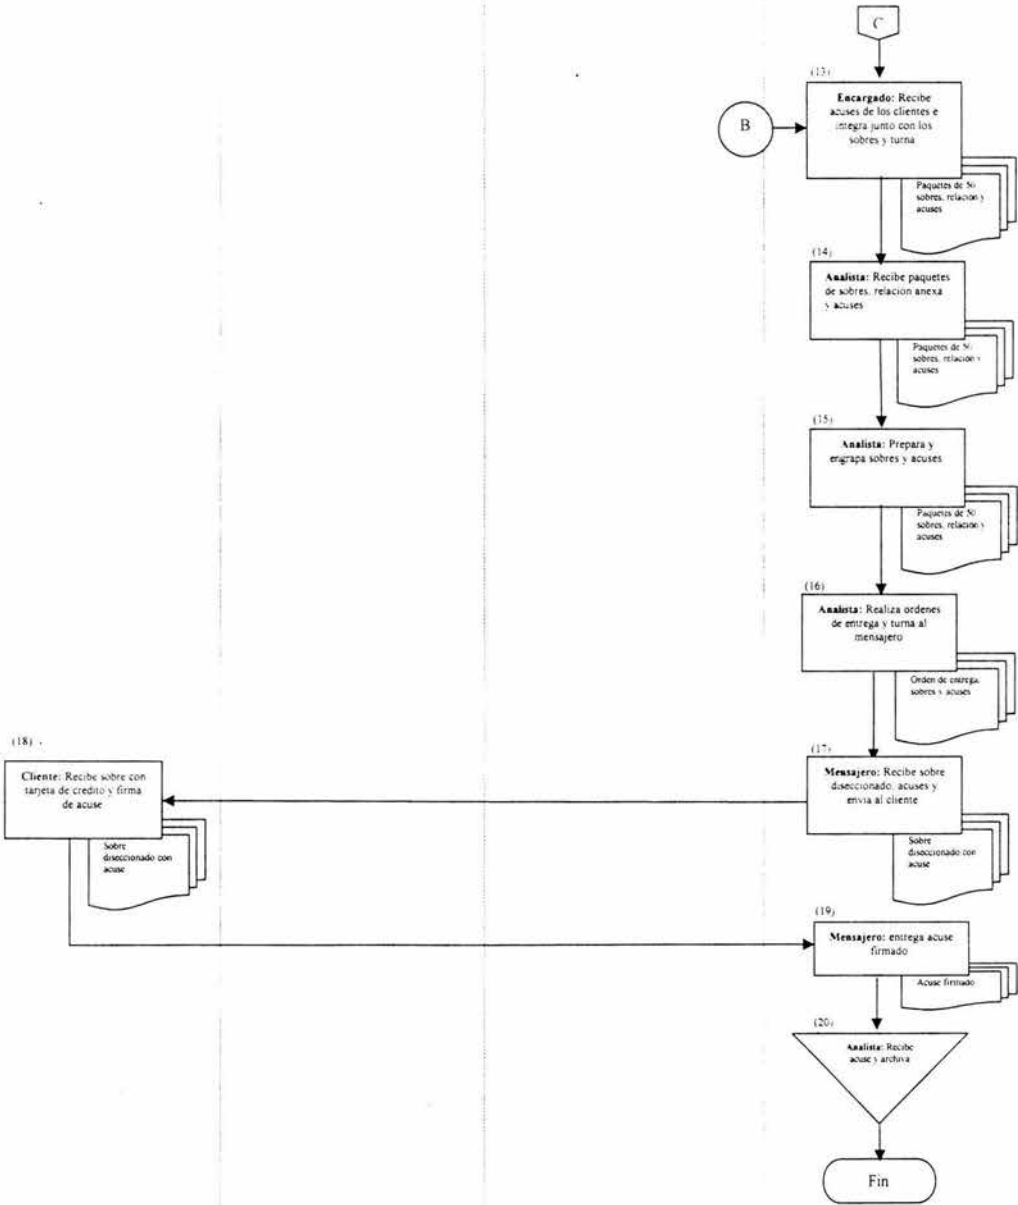 C
(13)
Encargado: Recibe
acuses de los clientes e
integra junto con los
sobres y turna
B
Paquetes de 50
sobres, relación y
acuses
(14)
Analista: Recibe paquetes
de sobres, relación anexa
y acuses
Paquetes de 50
sobres, relación y
acuses
(15)
Analista: Prepara y
engrapa sobres y acuses
Paquetes de 50
sobres, relación y
acuses
(16)
Analista: Realiza ordenes
de entrega y turna al
mensajero
Orden de entrega,
sobres y acuses
(17)
Mensajero: Recibe sobre
diseccionado, acuses y
envia al cliente
Sobre
diseccionado con
acuse
(18)
Cliente: Recibe sobre con
tarjeta de credito y firma
de acuse
Sobre
diseccionado con
acuse
(19)
Mensajero: entrega acuse
firmado
Acuse firmado
(20)
Analista: Recibe
acuse y archiva
Fin